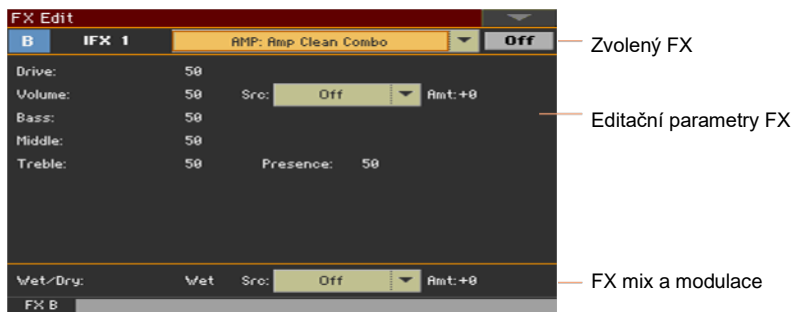 FX Edit
B IFX 1 AMP: Amp Clean Combo Off Zvolený FX
Drive: 50
Volume: 50 Src: Off Amt:+0
Editační parametry FX
Bass: 50
Middle: 50
Treble: 50 Presence: 50
Wet/Dry: Wet Src: Off Amt:+0 FX mix a modulace
FX B